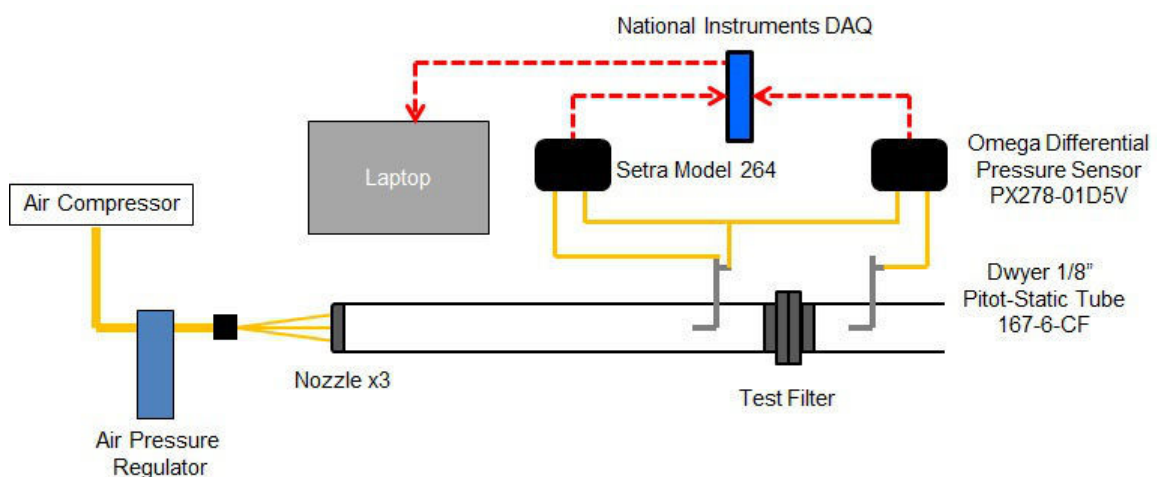 National Instruments DAQ
Laptop
Setra Model 264
Omega Differential
Pressure Sensor
PX278-01D5V
Air Compressor
Dwyer 1/8”
Pitot-Static Tube
167-6-CF
Nozzle x3
Test Filter
Air Pressure
Regulator